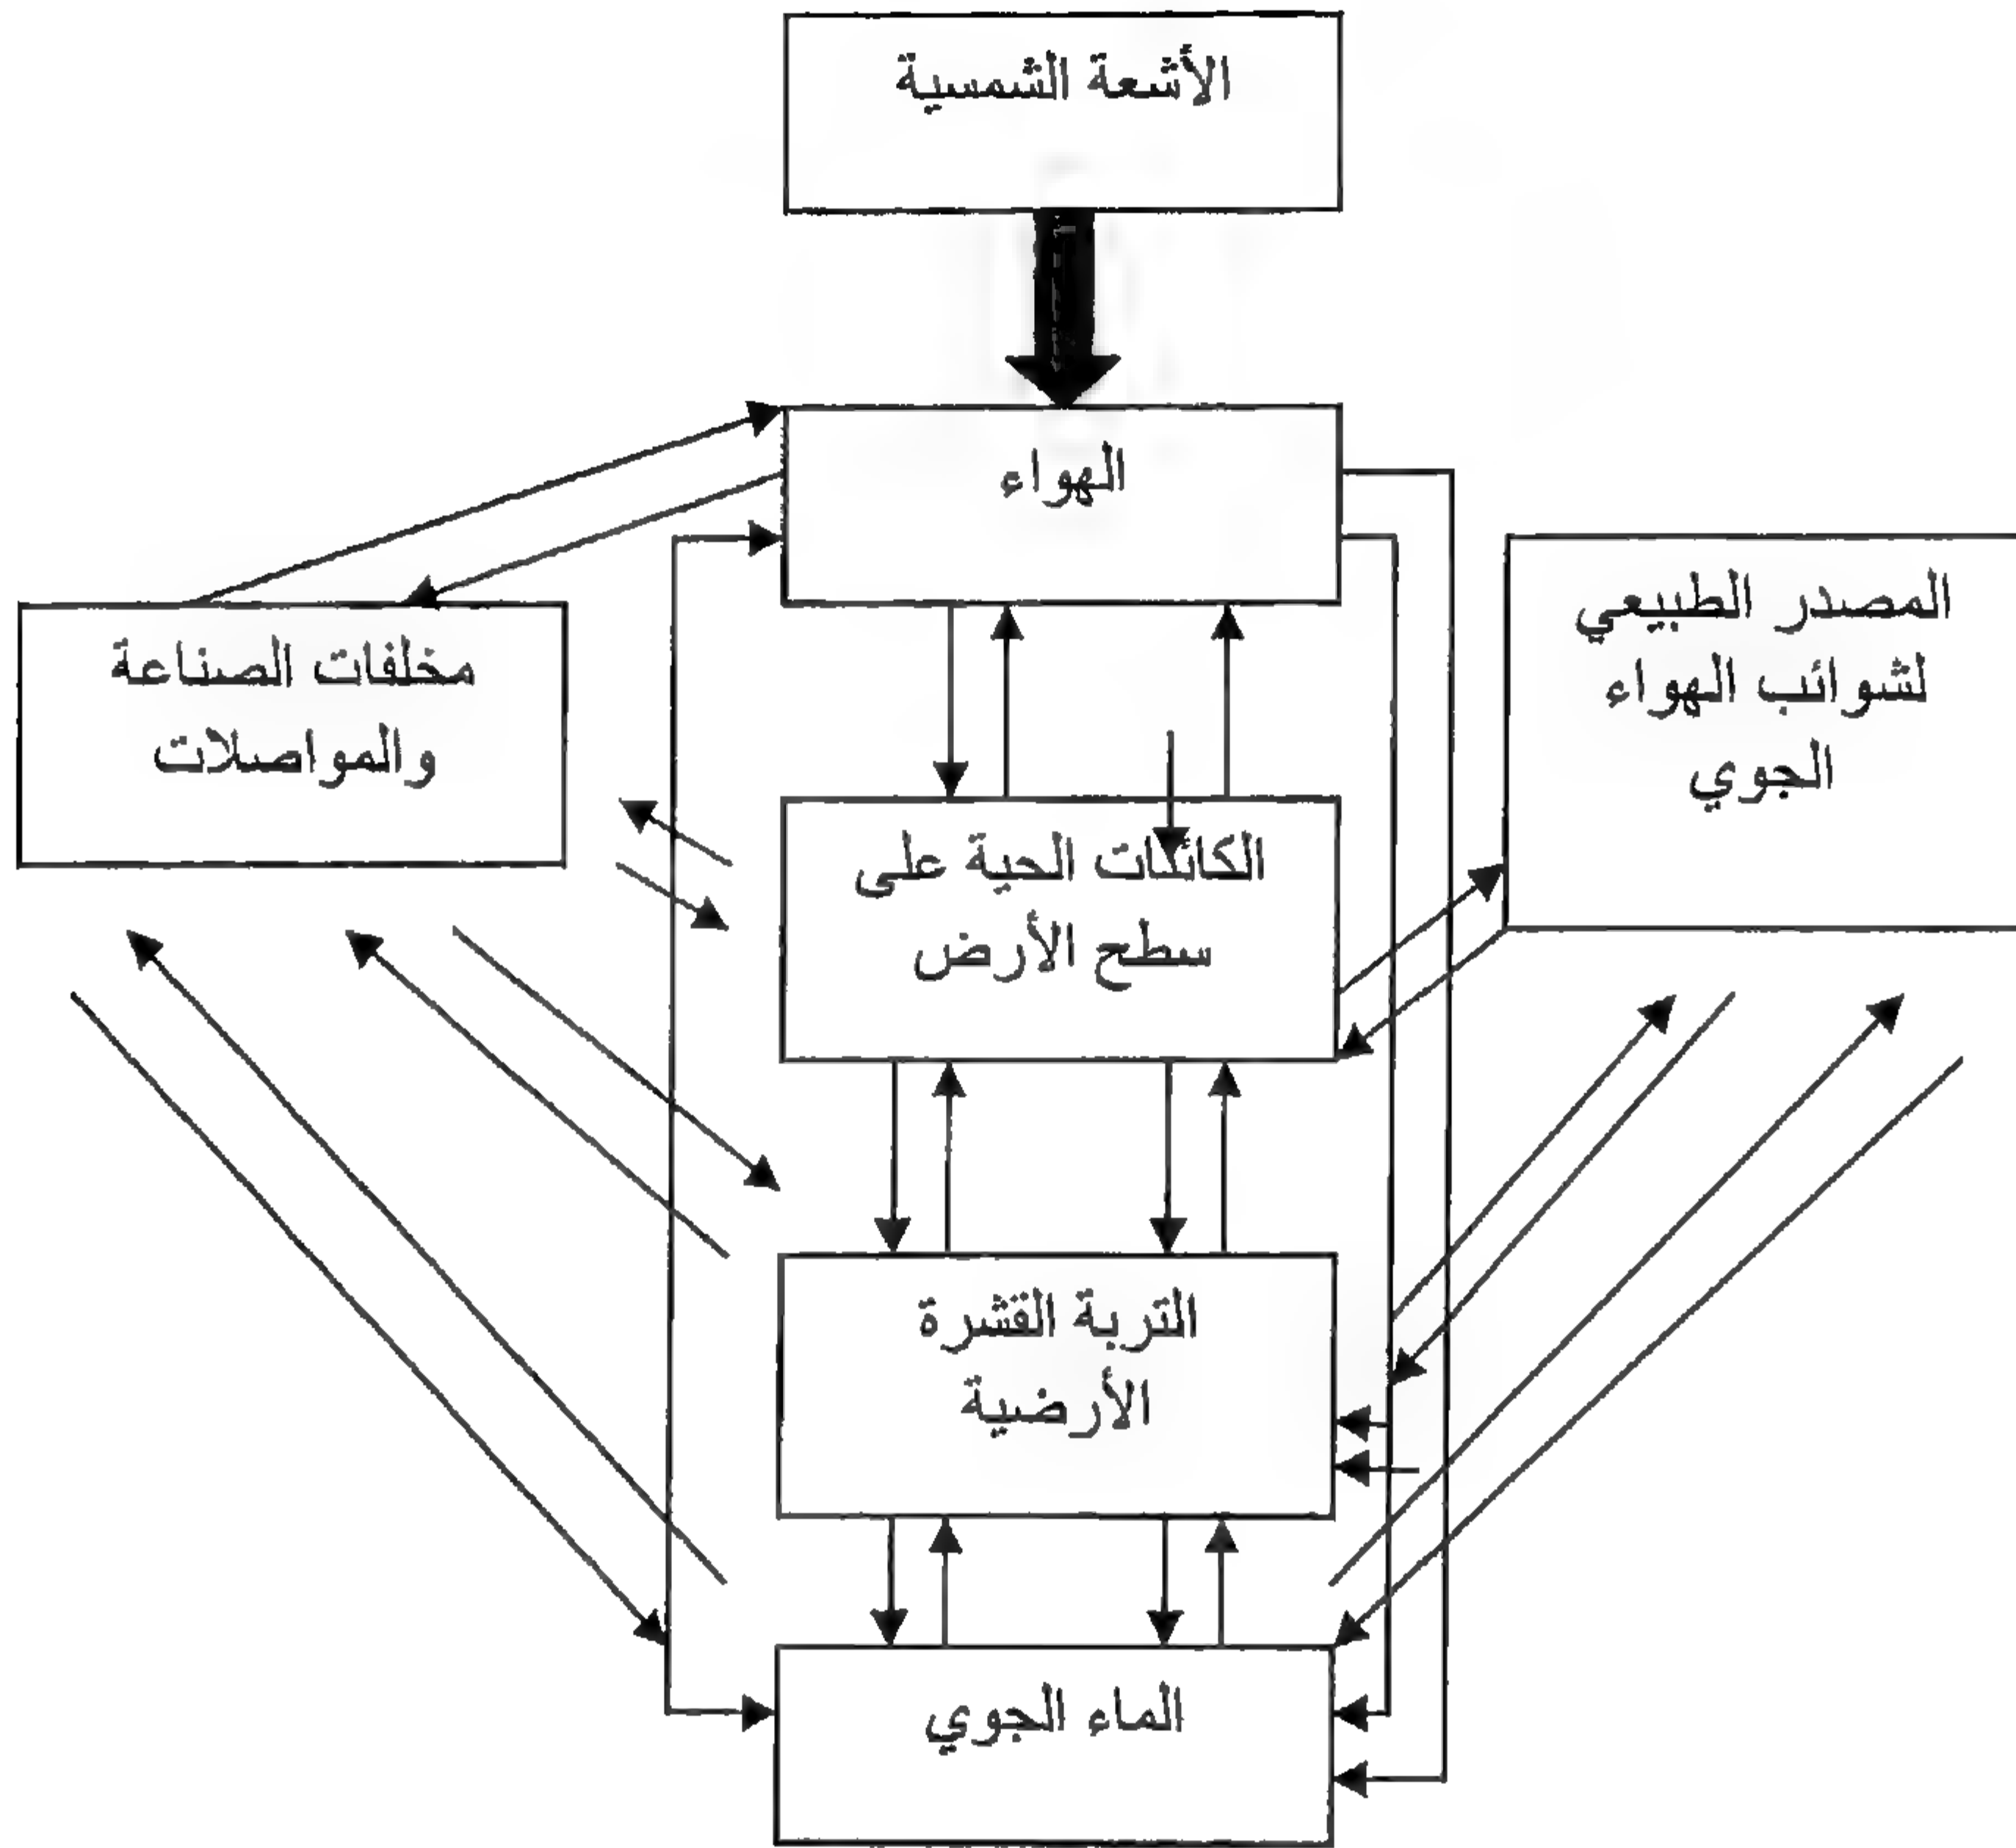 الأشعة الشمسية
الهواء
المصدر الطبيعي
لشوائب الهواء
الجوي
مخلفات الصناعة
والمواصلات
الكائنات الحية على
سطح الأرض
التربة القشرة
الأرضية
الماء الجوي